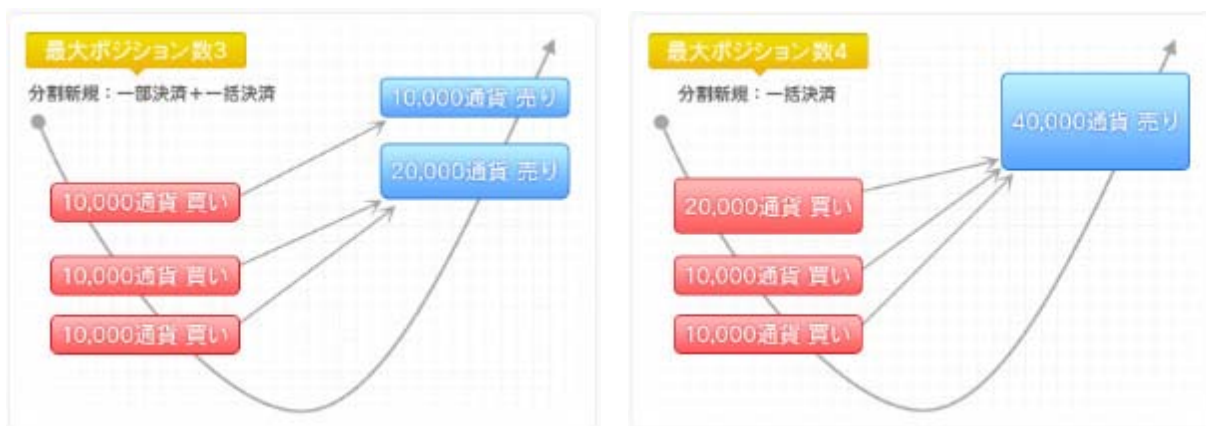 最大ポジション数3
分割新規:一部決済+一括決済
10,000通貨 売り
20,000通貨 売り
10,000通貨 買い
10,000通貨 買い
10,000通貨 買い
最大ポジション数4
分割新規:一括決済
40,000通貨 売り
20,000通貨 買い
10,000通貨 買い
10,000通貨 買い